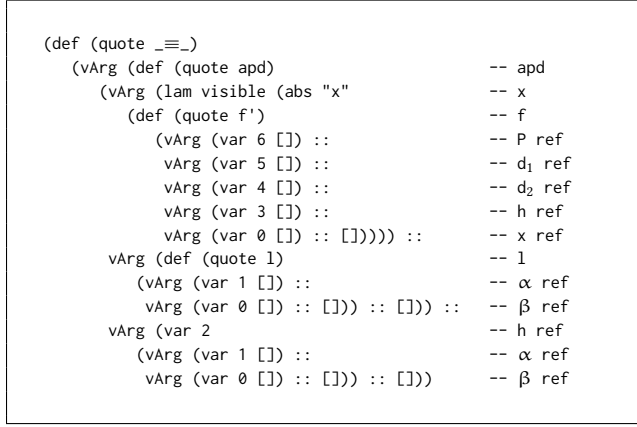 (def (quote _≡_)
   (vArg (def (quote apd)                    -- apd
      (vArg (lam visible (abs "x"            -- x
         (def (quote f')                     -- f
            (vArg (var 6 []) ::              -- P ref
             vArg (var 5 []) ::              -- d₁ ref
             vArg (var 4 []) ::              -- d₂ ref
             vArg (var 3 []) ::              -- h ref
             vArg (var 0 []) :: [])))) ::    -- x ref
       vArg (def (quote l)                   -- l
          (vArg (var 1 []) ::                -- α ref
           vArg (var 0 []) :: [])) :: [])) ::   -- β ref
       vArg (var 2                           -- h ref
          (vArg (var 1 []) ::                -- α ref
           vArg (var 0 []) :: [])) :: []))   -- β ref